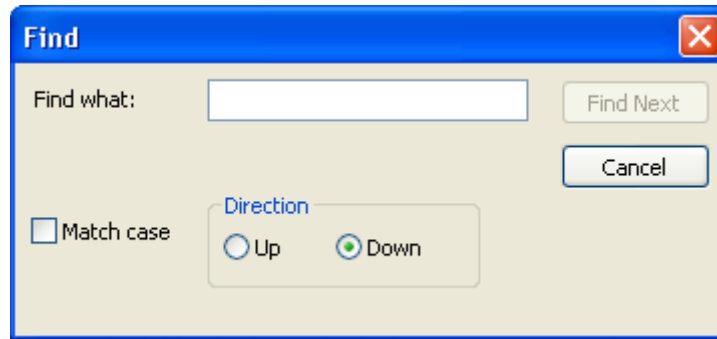 Find
Find what:
Find Next
Cancel
Match case
Direction
Up
Down